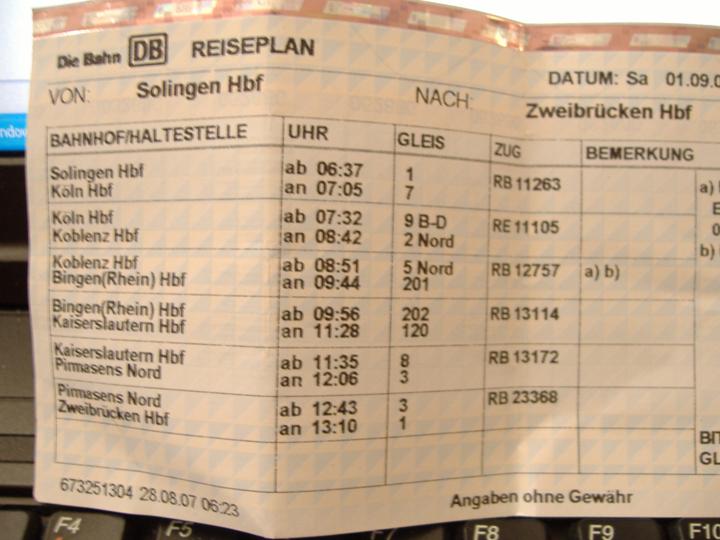 Die Bahn DB REISEPLAN
DATUM: Sa 01.09.0
VON: Solingen Hbf NACH: Zweibrücken Hbf
BAHNHOF/HALTESTELLE UHR GLEIS ZUG BEMERKUNG
Solingen Hbf ab 06:37 1 RB 11263
Köln Hbf an 07:05 7
Köln Hbf ab 07:32 9 B-D RE 11105
Koblenz Hbf an 08:42 2 Nord
Koblenz Hbf ab 08:51 5 Nord RB 12757 a) b)
Bingen(Rhein) Hbf an 09:44 201
Bingen(Rhein) Hbf ab 09:56 202 RB 13114
Kaiserslautern Hbf an 11:28 120
Kaiserslautern Hbf ab 11:35 8 RB 13172
Pirmasens Nord an 12:06 3
Pirmasens Nord ab 12:43 3 RB 23368
Zweibrücken Hbf an 13:10 1
a)
E
0
b)
BIT
GL
673251304 28.08.07 06:23
Angaben ohne Gewähr
F4 F5 F8 F9 F10